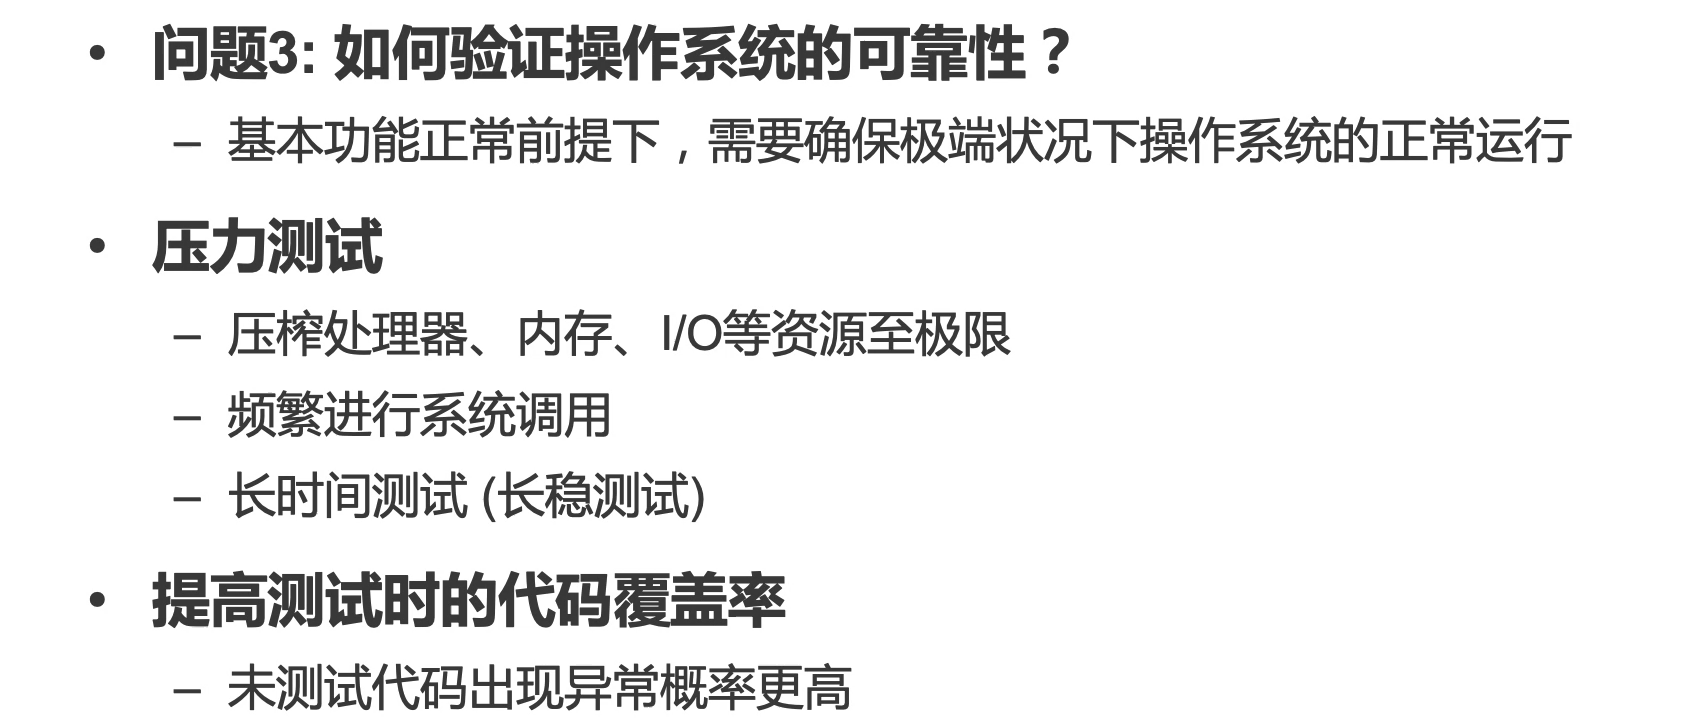 • 问题3: 如何验证操作系统的可靠性？
– 基本功能正常前提下，需要确保极端状况下操作系统的正常运行
• 压力测试
– 压榨处理器、内存、I/O等资源至极限
– 频繁进行系统调用
– 长时间测试 (长稳测试)
• 提高测试时的代码覆盖率
– 未测试代码出现异常概率更高